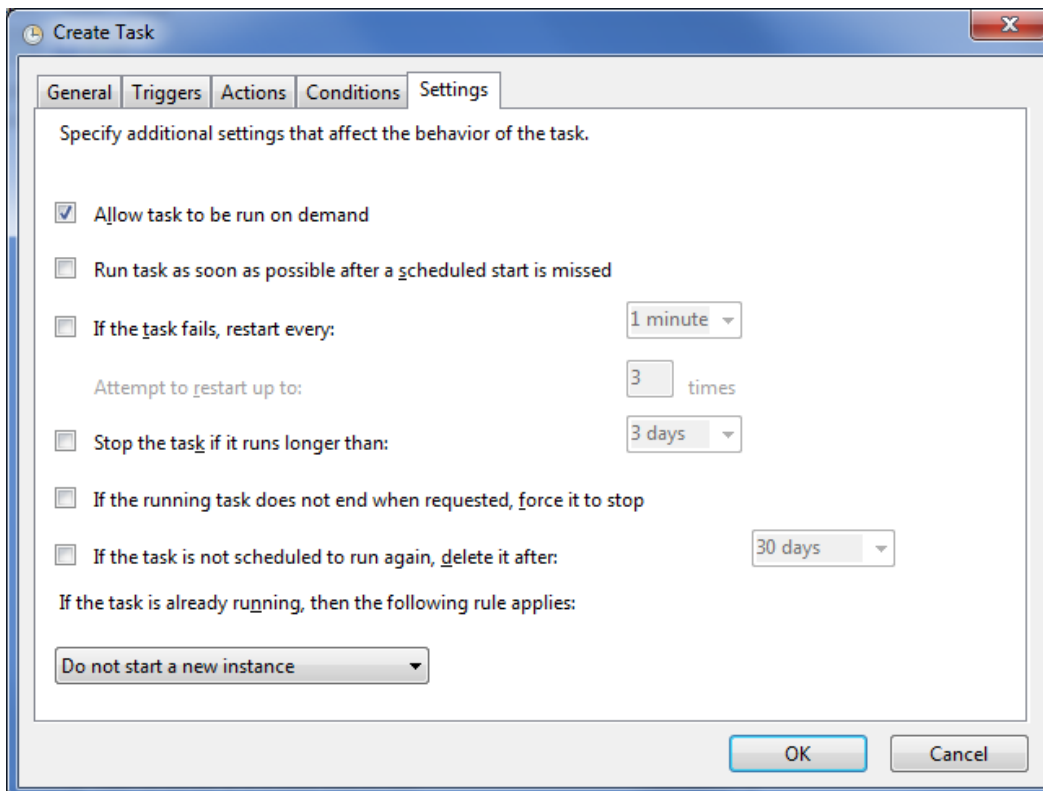 Create Task
General Triggers Actions Conditions Settings
Specify additional settings that affect the behavior of the task.
Allow task to be run on demand
Run task as soon as possible after a scheduled start is missed
If the task fails, restart every: 1 minute
Attempt to restart up to: 3 times
Stop the task if it runs longer than: 3 days
If the running task does not end when requested, force it to stop
If the task is not scheduled to run again, delete it after: 30 days
If the task is already running, then the following rule applies:
Do not start a new instance
OK Cancel